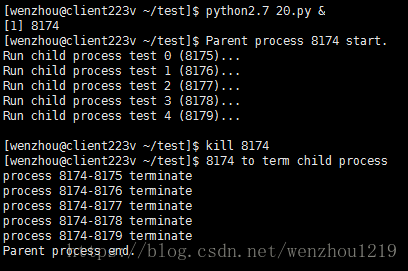 [wenzhou@client223v ~/test]$ python2.7 20.py &
[1] 8174
[wenzhou@client223v ~/test]$ Parent process 8174 start.
Run child process test 0 (8175)...
Run child process test 1 (8176)...
Run child process test 2 (8177)...
Run child process test 3 (8178)...
Run child process test 4 (8179)...
[wenzhou@client223v ~/test]$ kill 8174
[wenzhou@client223v ~/test]$ 8174 to term child process
process 8174-8175 terminate
process 8174-8176 terminate
process 8174-8177 terminate
process 8174-8178 terminate
process 8174-8179 terminate
Parent process end.
https://blog.csdn.net/wenzhou1219